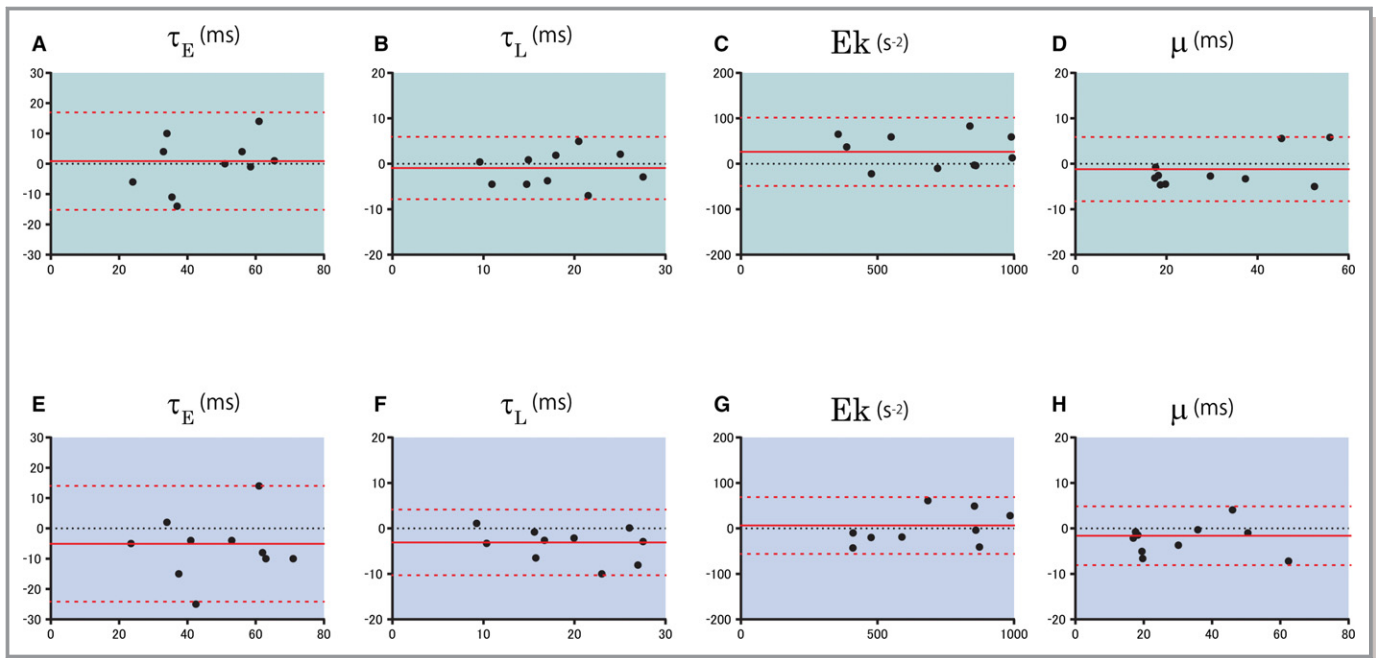 A τE (ms)
B τL (ms)
C Ek (s-2)
D μ (ms)
30 20 10 0 -10 -20 -30
0 20 40 60 80
20 10 0 -10 -20
0 10 20 30
200 100 0 -100 -200
0 500 1000
20 10 0 -10 -20
0 20 40 60
E τE (ms)
F τL (ms)
G Ek (s-2)
H μ (ms)
30 20 10 0 -10 -20 -30
0 20 40 60 80
20 10 0 -10 -20
0 10 20 30
200 100 0 -100 -200
0 500 1000
20 10 0 -10 -20
0 20 40 60 80